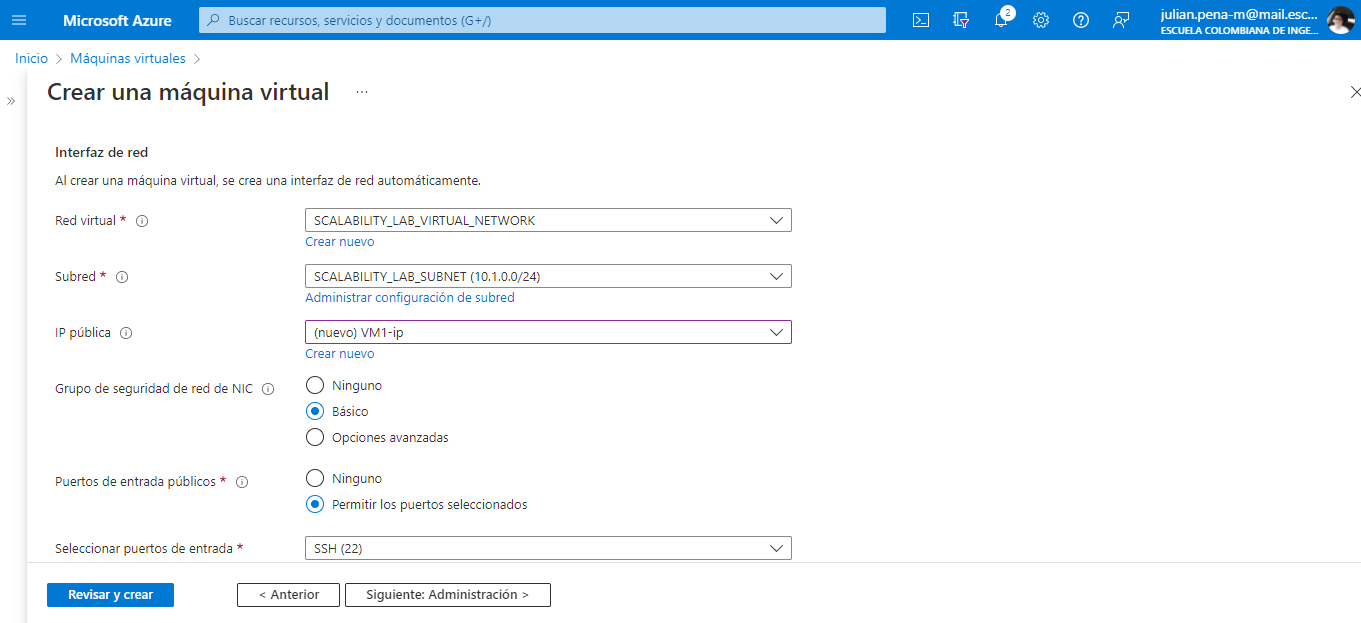 Microsoft Azure
Buscar recursos, servicios y documentos (G+/)
2
julian.pena-m@mail.esc...
ESCUELA COLOMBIANA DE INGE...
Inicio > Máquinas virtuales >
Crear una máquina virtual ...
Interfaz de red
Al crear una máquina virtual, se crea una interfaz de red automáticamente.
Red virtual *
SCALABILITY_LAB_VIRTUAL_NETWORK
Crear nuevo
Subred *
SCALABILITY_LAB_SUBNET (10.1.0.0/24)
Administrar configuración de subred
IP pública
(nuevo) VM1-ip
Crear nuevo
Grupo de seguridad de red de NIC
Ninguno
Básico
Opciones avanzadas
Puertos de entrada públicos *
Ninguno
Permitir los puertos seleccionados
Seleccionar puertos de entrada *
SSH (22)
Revisar y crear
< Anterior
Siguiente: Administración >